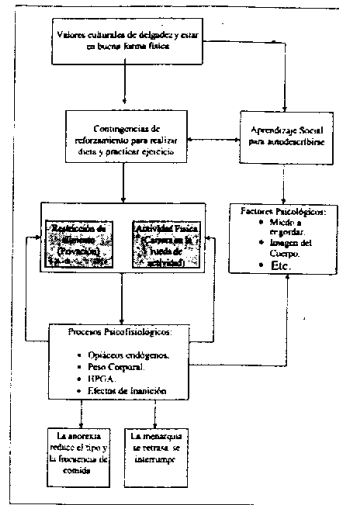 Valores culturales de delgadez y estar
en buena forma física
Contingencias de
reforzamiento para realizar
dieta y practicar ejercicio
Aprendizaje Social
para autodescribirse
Restricción de
alimento
(Privación)
Actividad Física
(Carrera en la
rueda de
actividad)
Factores Psicológicos:
• Miedo a
engordar.
• Imagen del
Cuerpo.
• Etc.
Procesos Psicofisiológicos:
• Opiáceos endógenos.
• Peso Corporal.
• HPGA.
• Efectos de Inanición
La anorexia
reduce el tipo y
la frecuencia de
comida
La menarquia
se retrasa, se
interrumpe